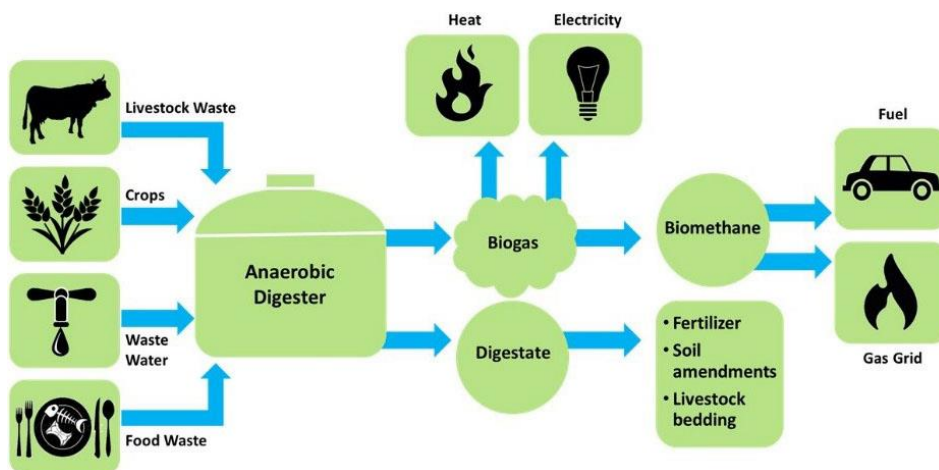 Heat
Electricity
Livestock Waste
Fuel
Crops
Biogas
Biomethane
Anaerobic
Digester
Waste
Water
Digestate
• Fertilizer
• Soil
amendments
• Livestock
bedding
Gas Grid
Food Waste